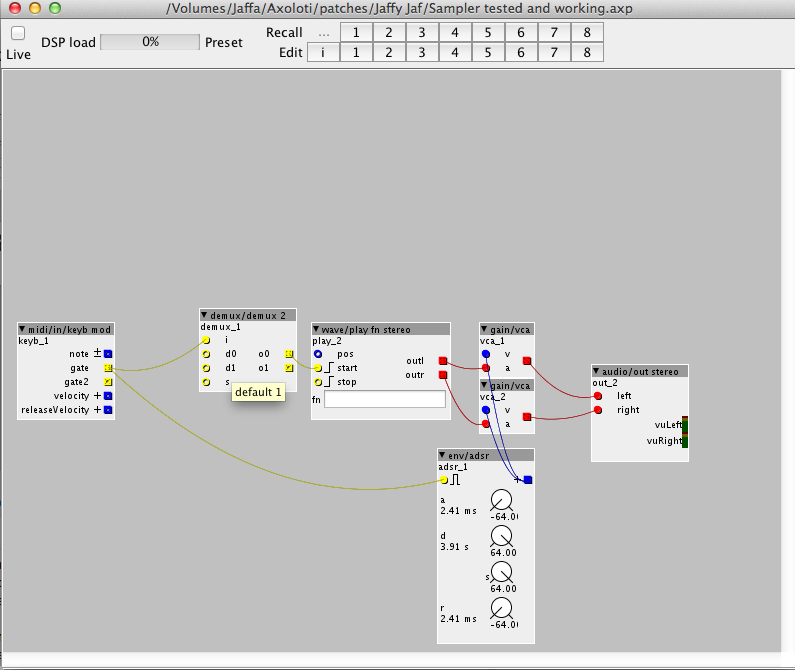 /Volumes/Jaffa/Axoloti/patches/Jaffy Jaf/Sampler tested and working.axp
Live
DSP load
0%
Preset
Recall ... 1 2 3 4 5 6 7 8
Edit i 1 2 3 4 5 6 7 8
midi/in/keyb mod
keyb_1
note
gate
gate2
velocity +
releaseVelocity +
demux/demux 2
demux_1
i
d0 o0
d1 o1
s
default 1
wave/play fn stereo
play_2
pos
outl
start
outr
stop
fn
gain/vca
vca_1
v
a
gain/vca
vca_2
v
a
audio/out stereo
out_2
left
right
vuLeft
vuRight
env/adsr
adsr_1
+
a
2.41 ms
-64.0
d
3.91 s
64.00
s
64.00
r
2.41 ms
-64.0